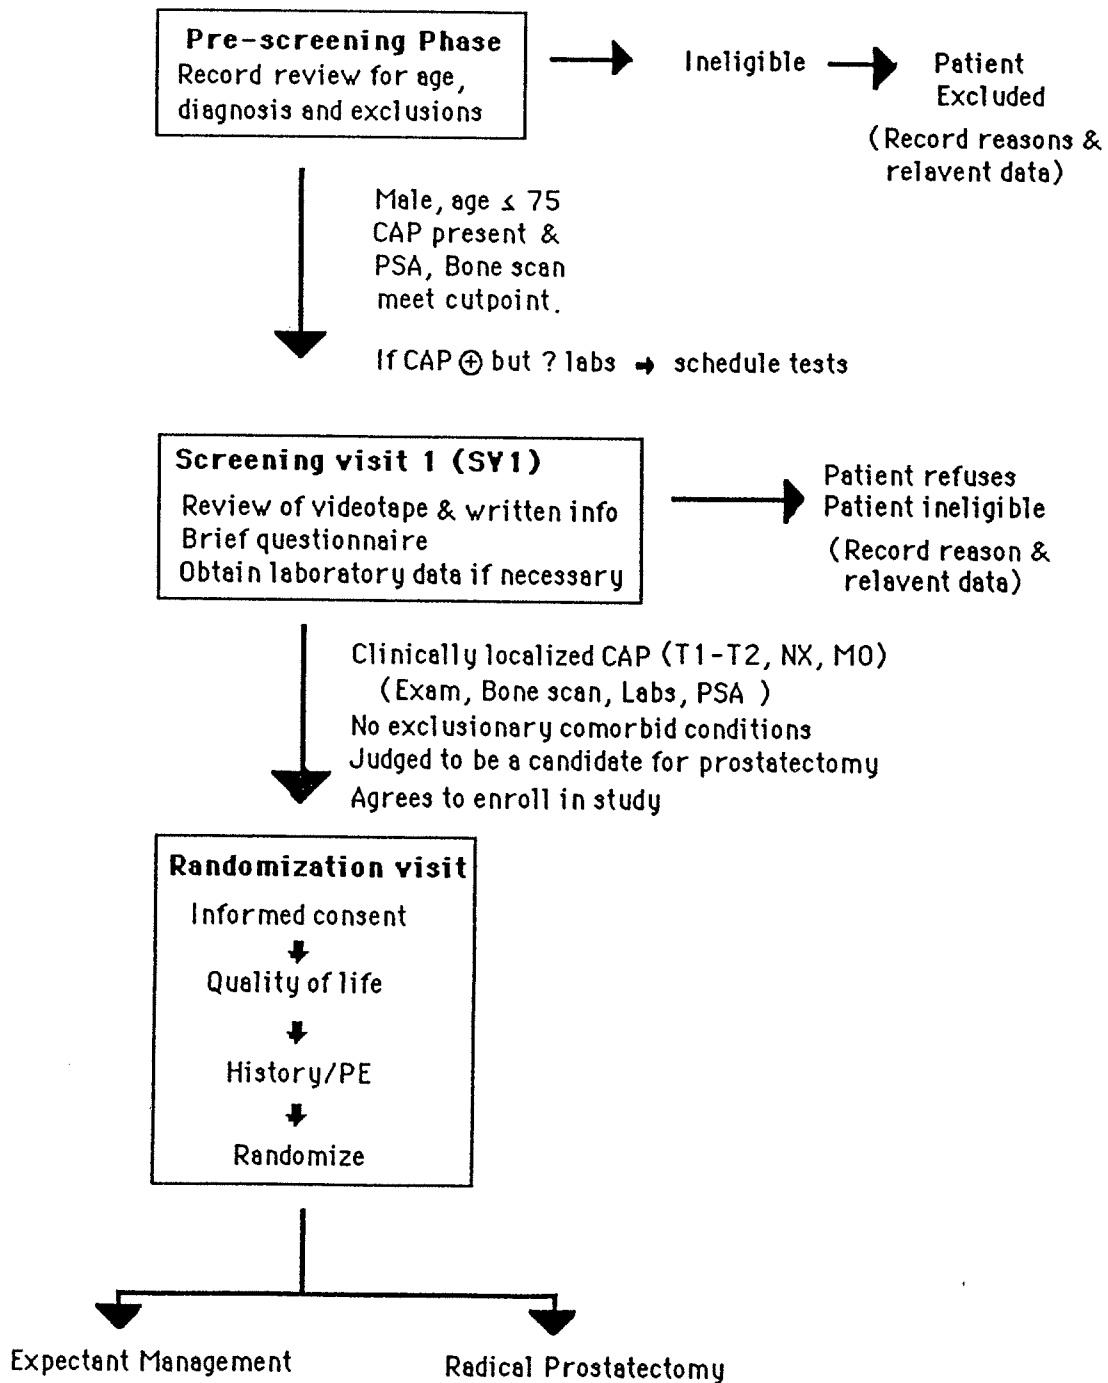 Pre-screening Phase
Record review for age,
diagnosis and exclusions
Ineligible
Patient
Excluded
(Record reasons &
relavent data)
Male, age ≤ 75
CAP present &
PSA, Bone scan
meet cutpoint.
If CAP ⊕ but ? labs → schedule tests
Screening visit 1 (SV1)
Review of videotape & written info
Brief questionnaire
Obtain laboratory data if necessary
Patient refuses
Patient ineligible
(Record reason &
relavent data)
Clinically localized CAP (T1-T2, NX, M0)
(Exam, Bone scan, Labs, PSA )
No exclusionary comorbid conditions
Judged to be a candidate for prostatectomy
Agrees to enroll in study
Randomization visit
Informed consent
Quality of life
History/PE
Randomize
Expectant Management
Radical Prostatectomy